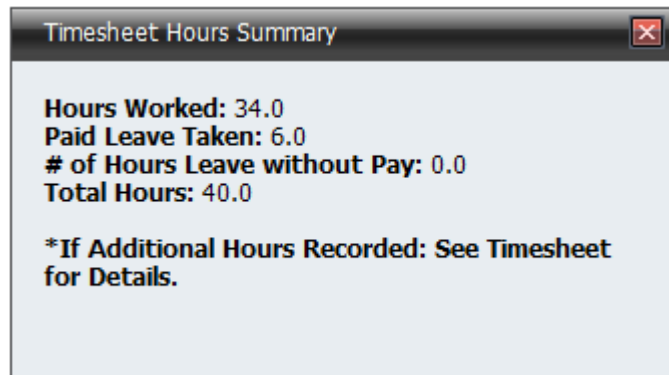 Timesheet Hours Summary
Hours Worked: 34.0
Paid Leave Taken: 6.0
# of Hours Leave without Pay: 0.0
Total Hours: 40.0
*If Additional Hours Recorded: See Timesheet
for Details.